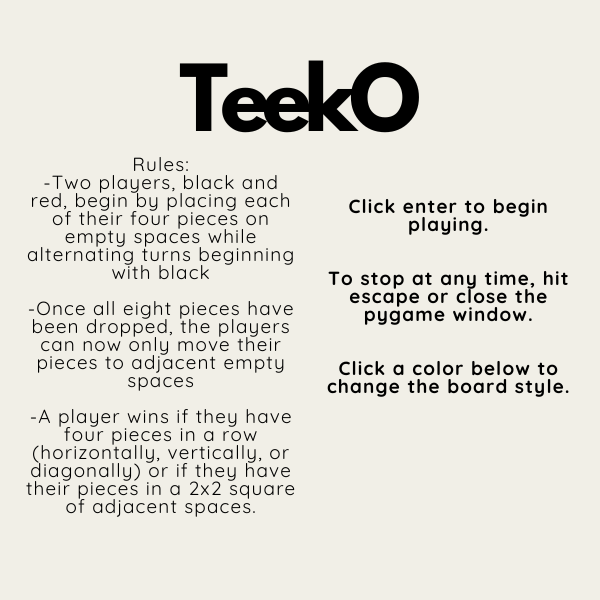 TeekO
Rules:
-Two players, black and
red, begin by placing each
of their four pieces on
empty spaces while
alternating turns beginning
with black
-Once all eight pieces have
been dropped, the players
can now only move their
pieces to adjacent empty
spaces
-A player wins if they have
four pieces in a row
(horizontally, vertically, or
diagonally) or if they have
their pieces in a 2x2 square
of adjacent spaces.
Click enter to begin
playing.
To stop at any time, hit
escape or close the
pygame window.
Click a color below to
change the board style.